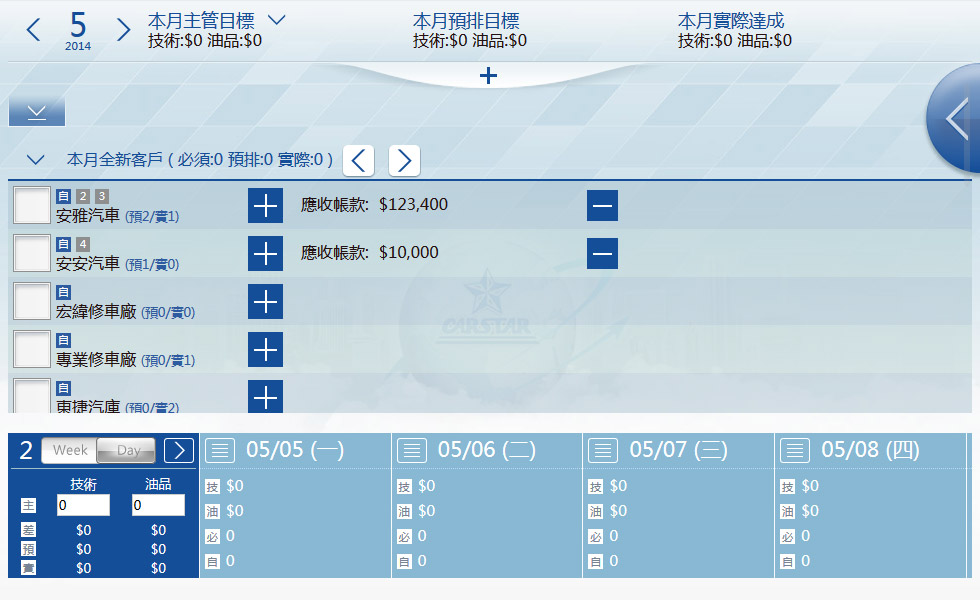 5
2014
本月主管目標
技術:$0 油品:$0
本月預排目標
技術:$0 油品:$0
本月實際達成
技術:$0 油品:$0
本月全新客戶 ( 必須:0 預排:0 實際:0 )
自 2 3
安雅汽車 (預2/實1)
應收帳款: $123,400
自 4
安安汽車 (預1/實0)
應收帳款: $10,000
自
宏緯修車廠 (預0/實0)
自
專業修車廠 (預0/實1)
自
東捷汽車 (預0/實2)
CARSTAR
2 Week Day
技術 油品
主 0 0
差 $0 $0
預 $0 $0
實 $0 $0
05/05 (一)
技 $0
油 $0
必 0
自 0
05/06 (二)
技 $0
油 $0
必 0
自 0
05/07 (三)
技 $0
油 $0
必 0
自 0
05/08 (四)
技 $0
油 $0
必 0
自 0